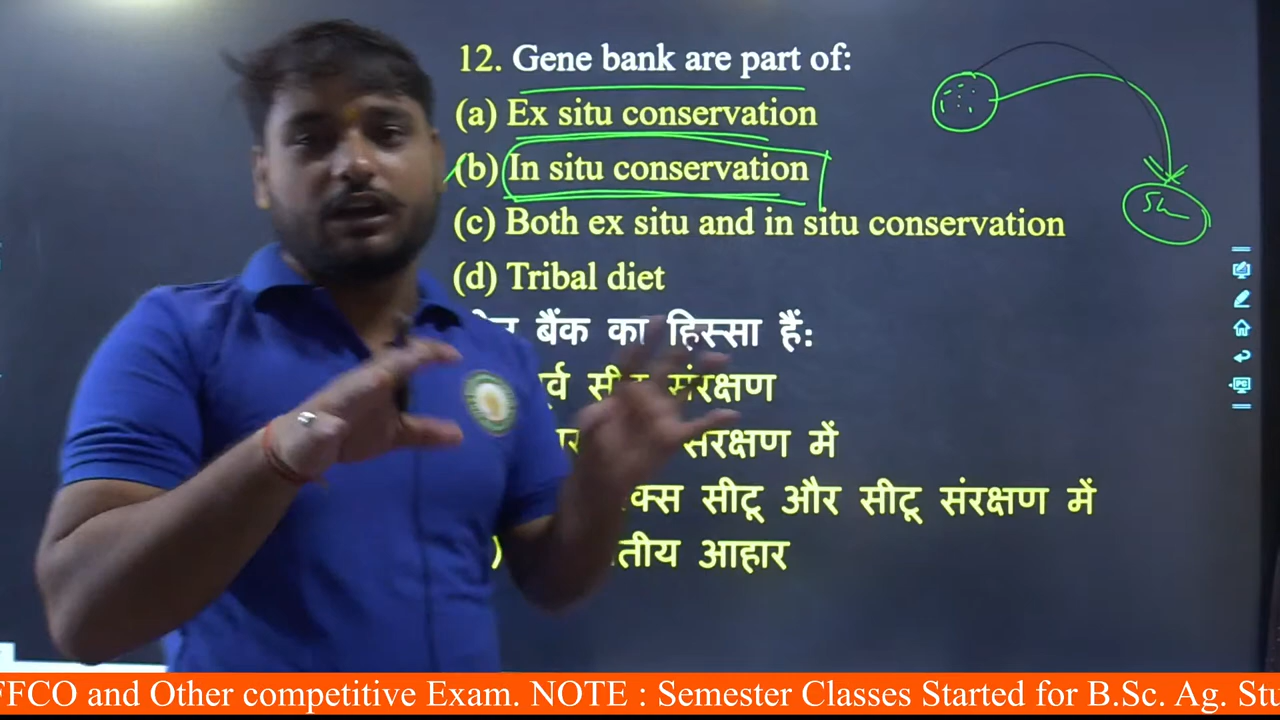 12. Gene bank are part of:
(a) Ex situ conservation
(b) In situ conservation
(c) Both ex situ and in situ conservation
(d) Tribal diet
बैंक का हिस्सा हैं:
संरक्षण
संरक्षण में
सीटू और सीटू संरक्षण में
आहार
FFCO and Other competitive Exam. NOTE : Semester Classes Started for B.Sc. Ag. Stu